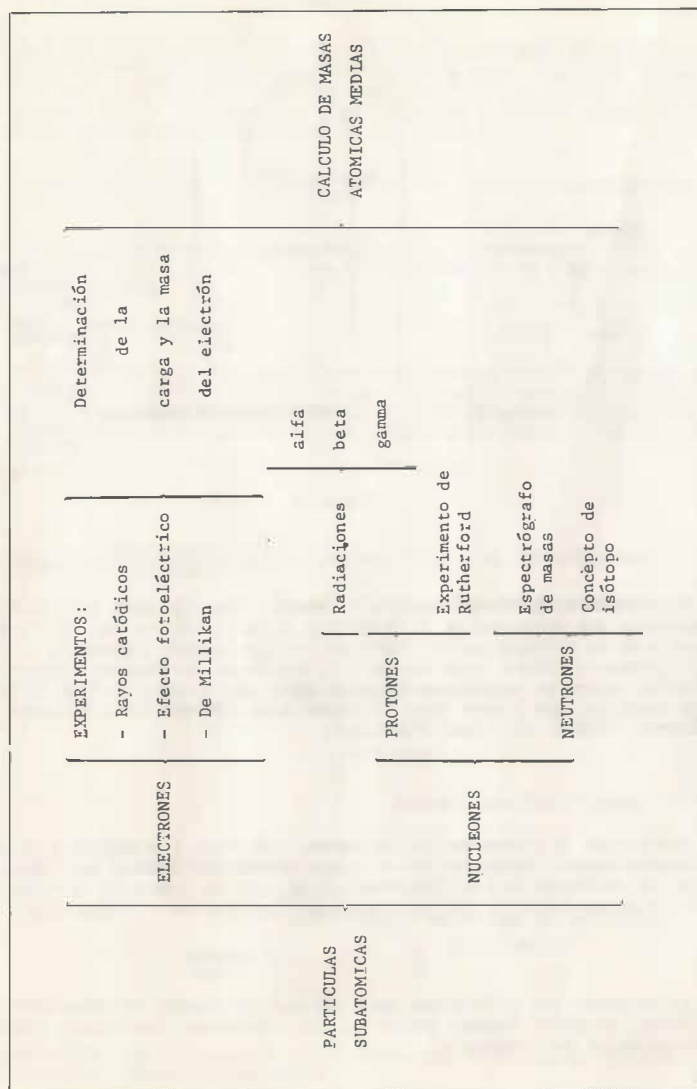 PARTICULAS
SUBATOMICAS
ELECTRONES
EXPERIMENTOS:
- Rayos catódicos
- Efecto fotoeléctrico
- De Millikan
Determinación
de la
carga y la masa
del electrón
NUCLEONES
PROTONES
Radiaciones
alfa
beta
gamma
Experimento de
Rutherford
NEUTRONES
Espectrógrafo
de masas
Concepto de
isótopo
CALCULO DE MASAS
ATOMICAS MEDIAS